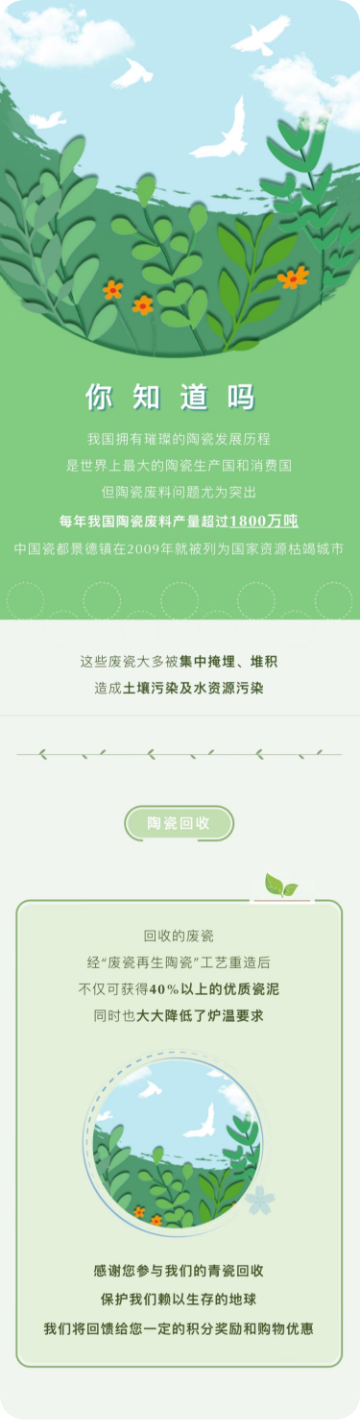 你知道吗
我国拥有璀璨的陶瓷发展历程
是世界上最大的陶瓷生产国和消费国
但陶瓷废料问题尤为突出
每年我国陶瓷废料产量超过1800万吨
中国瓷都景德镇在2009年就被列为国家资源枯竭城市
这些废瓷大多被集中掩埋、堆积
造成土壤污染及水资源污染
陶瓷回收
回收的废瓷
经“废瓷再生陶瓷”工艺重造后
不仅可获得40%以上的优质瓷泥
同时也大大降低了炉温要求
感谢您参与我们的青瓷回收
保护我们赖以生存的地球
我们将回馈给您一定的积分奖励和购物优惠